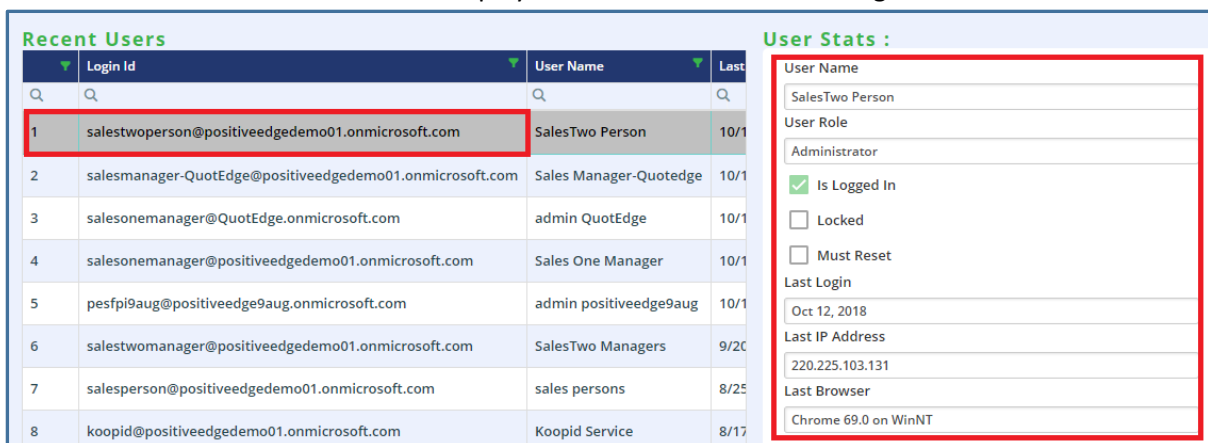 Recent Users
Login Id User Name Last
1 salestwoperson@positiveedgedemo01.onmicrosoft.com SalesTwo Person 10/1
2 salesmanager-QuotEdge@positiveedgedemo01.onmicrosoft.com Sales Manager-Quotedge 10/1
3 salesonemanager@QuotEdge.onmicrosoft.com admin QuotEdge 10/1
4 salesonemanager@positiveedgedemo01.onmicrosoft.com Sales One Manager 10/1
5 pesfpi9aug@positiveedge9aug.onmicrosoft.com admin positiveedge9aug 10/1
6 salestwomanager@positiveedgedemo01.onmicrosoft.com SalesTwo Managers 9/20
7 salesperson@positiveedgedemo01.onmicrosoft.com sales persons 8/25
8 koopid@positiveedgedemo01.onmicrosoft.com Koopid Service 8/17
User Stats :
User Name
SalesTwo Person
User Role
Administrator
Is Logged In
Locked
Must Reset
Last Login
Oct 12, 2018
Last IP Address
220.225.103.131
Last Browser
Chrome 69.0 on WinNT